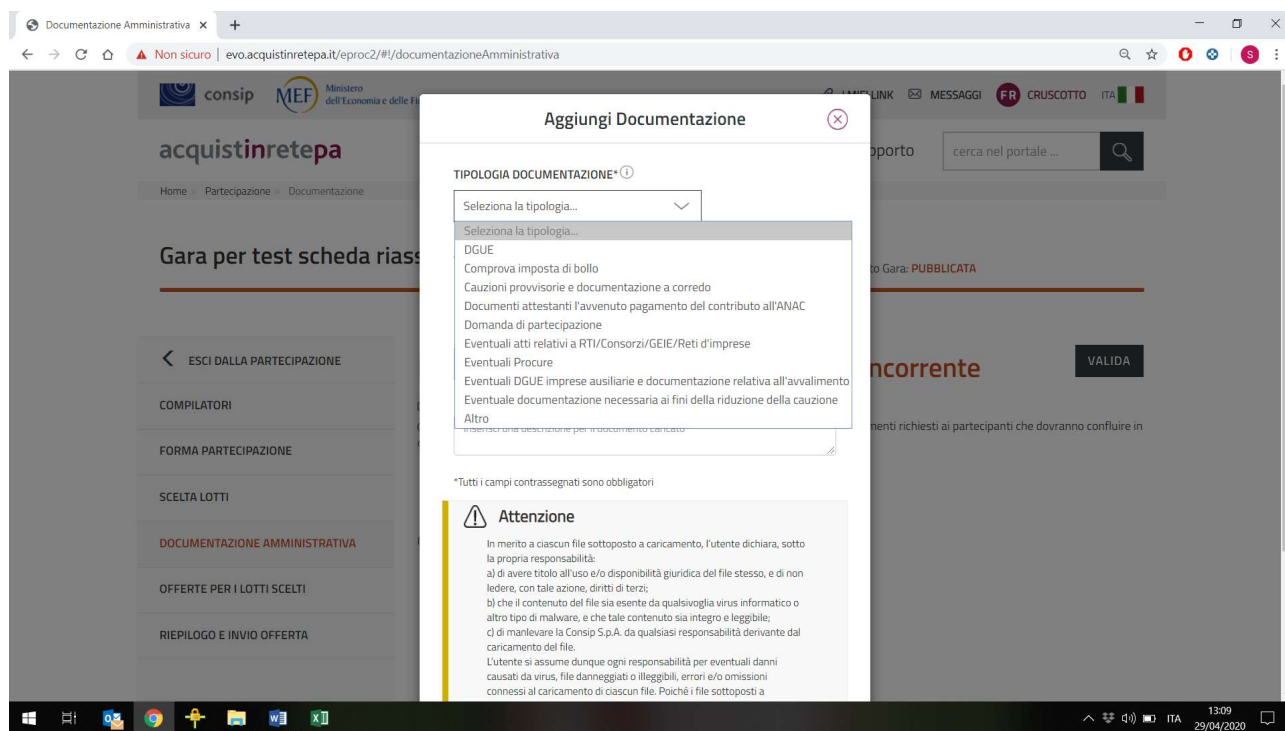 Documentazione Amministrativa
Non sicuro | evo.acquistinretepa.it/eproc2/#!/documentazioneAmministrativa
S
consip
MEF
Ministero
dell'Economia e delle
LINK
MESSAGGI
FR
CRUSCOTTO
ITA
acquistinretepa
pporto
cerca nel portale ...
Home > Partecipazione > Documentazione
Gara per test scheda rias
to Gara: PUBBLICATA
Aggiungi Documentazione
TIPOLOGIA DOCUMENTAZIONE*
Seleziona la tipologia...
Seleziona la tipologia...
DGUE
Comprova imposta di bollo
Cauzioni provvisorie e documentazione a corredo
Documenti attestanti l'avvenuto pagamento del contributo all'ANAC
Domanda di partecipazione
Eventuali atti relativi a RTI/Consorzi/GEIE/Reti d'imprese
Eventuali Procure
Eventuali DGUE imprese ausiliarie e documentazione relativa all'avvalimento
Eventuale documentazione necessaria ai fini della riduzione della cauzione
Altro
Inserisci una descrizione per il documento caricato
*Tutti i campi contrassegnati sono obbligatori
Attenzione
In merito a ciascun file sottoposto a caricamento, l'utente dichiara, sotto
la propria responsabilità:
a) di avere titolo all'uso e/o disponibilità giuridica del file stesso, e di non
ledere, con tale azione, diritti di terzi;
b) che il contenuto del file sia esente da qualsivoglia virus informatico o
altro tipo di malware, e che tale contenuto sia integro e leggibile;
c) di manlevare la Consip S.p.A. da qualsiasi responsabilità derivante dal
caricamento del file.
L'utente si assume dunque ogni responsabilità per eventuali danni
causati da virus, file danneggiati o illeggibili, errori e/o omissioni
connessi al caricamento di ciascun file. Poiché i file sottoposti a
ESCI DALLA PARTECIPAZIONE
COMPILATORI
FORMA PARTECIPAZIONE
SCELTA LOTTI
DOCUMENTAZIONE AMMINISTRATIVA
OFFERTE PER I LOTTI SCELTI
RIEPILOGO E INVIO OFFERTA
ncorrente
VALIDA
menti richiesti ai partecipanti che dovranno confluire in
ITA
13:09
29/04/2020